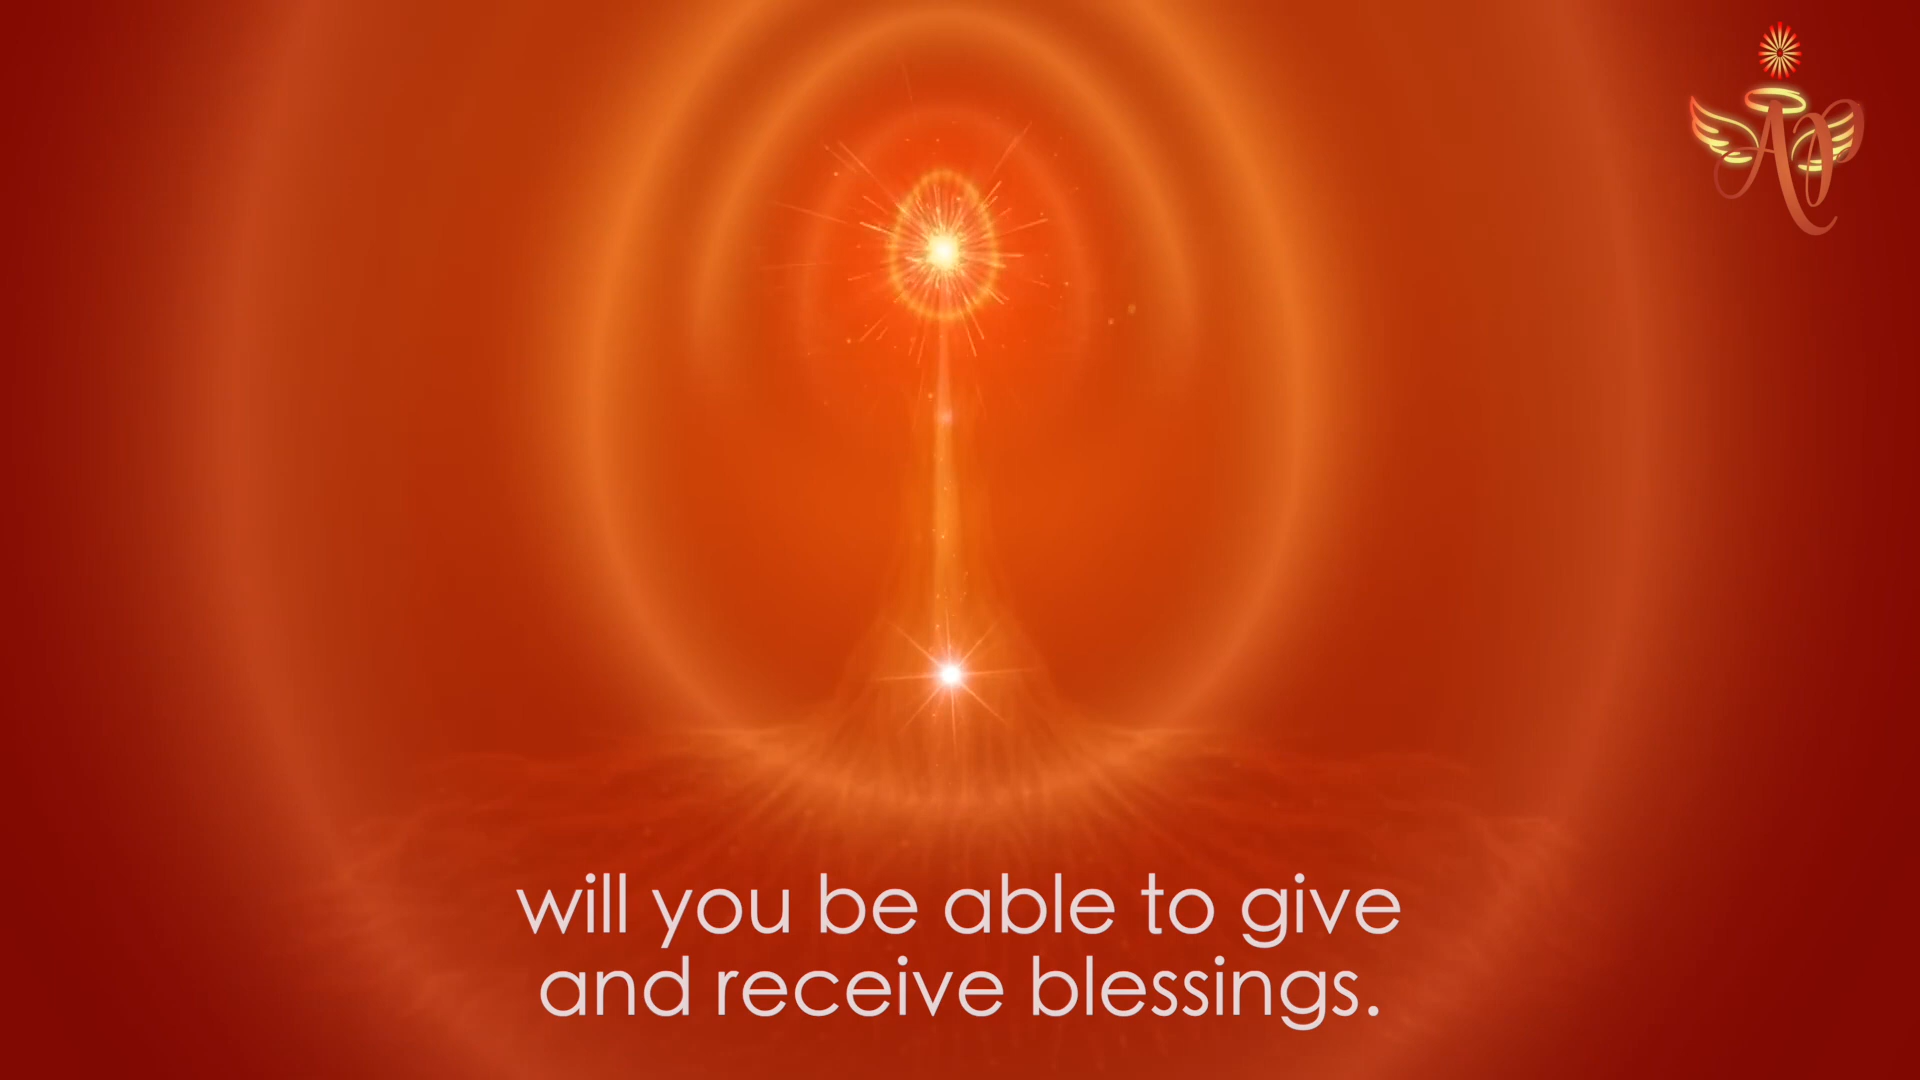 will you be able to give
and receive blessings.